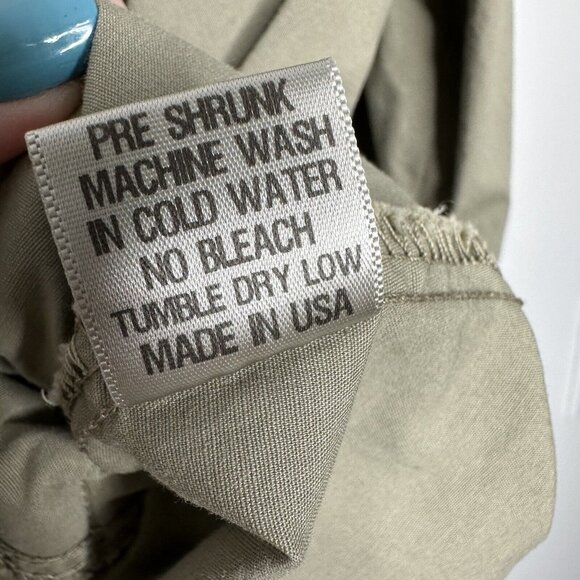 PRE SHRUNK
MACHINE WASH
IN COLD WATER
NO BLEACH
TUMBLE DRY LOW
MADE IN USA